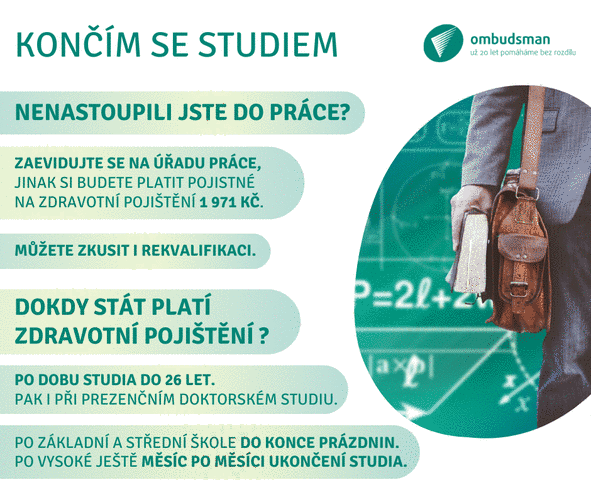 KONČÍM SE STUDIEM
ombudsman
už 20 let pomáháme bez rozdílu
NENASTOUPILI JSTE DO PRÁCE?
ZAEVIDUJTE SE NA ÚŘADU PRÁCE,
JINAK SI BUDETE PLATIT POJISTNÉ
NA ZDRAVOTNÍ POJIŠTĚNÍ 1 971 KČ.
MŮŽETE ZKUSIT I REKVALIFIKACI.
DOKDY STÁT PLATÍ
ZDRAVOTNÍ POJIŠTĚNÍ ?
PO DOBU STUDIA DO 26 LET.
PAK I PŘI PREZENČNÍM DOKTORSKÉM STUDIU.
PO ZÁKLADNÍ A STŘEDNÍ ŠKOLE DO KONCE PRÁZDNIN.
PO VYSOKÉ JEŠTĚ MĚSÍC PO MĚSÍCI UKONČENÍ STUDIA.
P=2ℓ+2
|a×p|
x